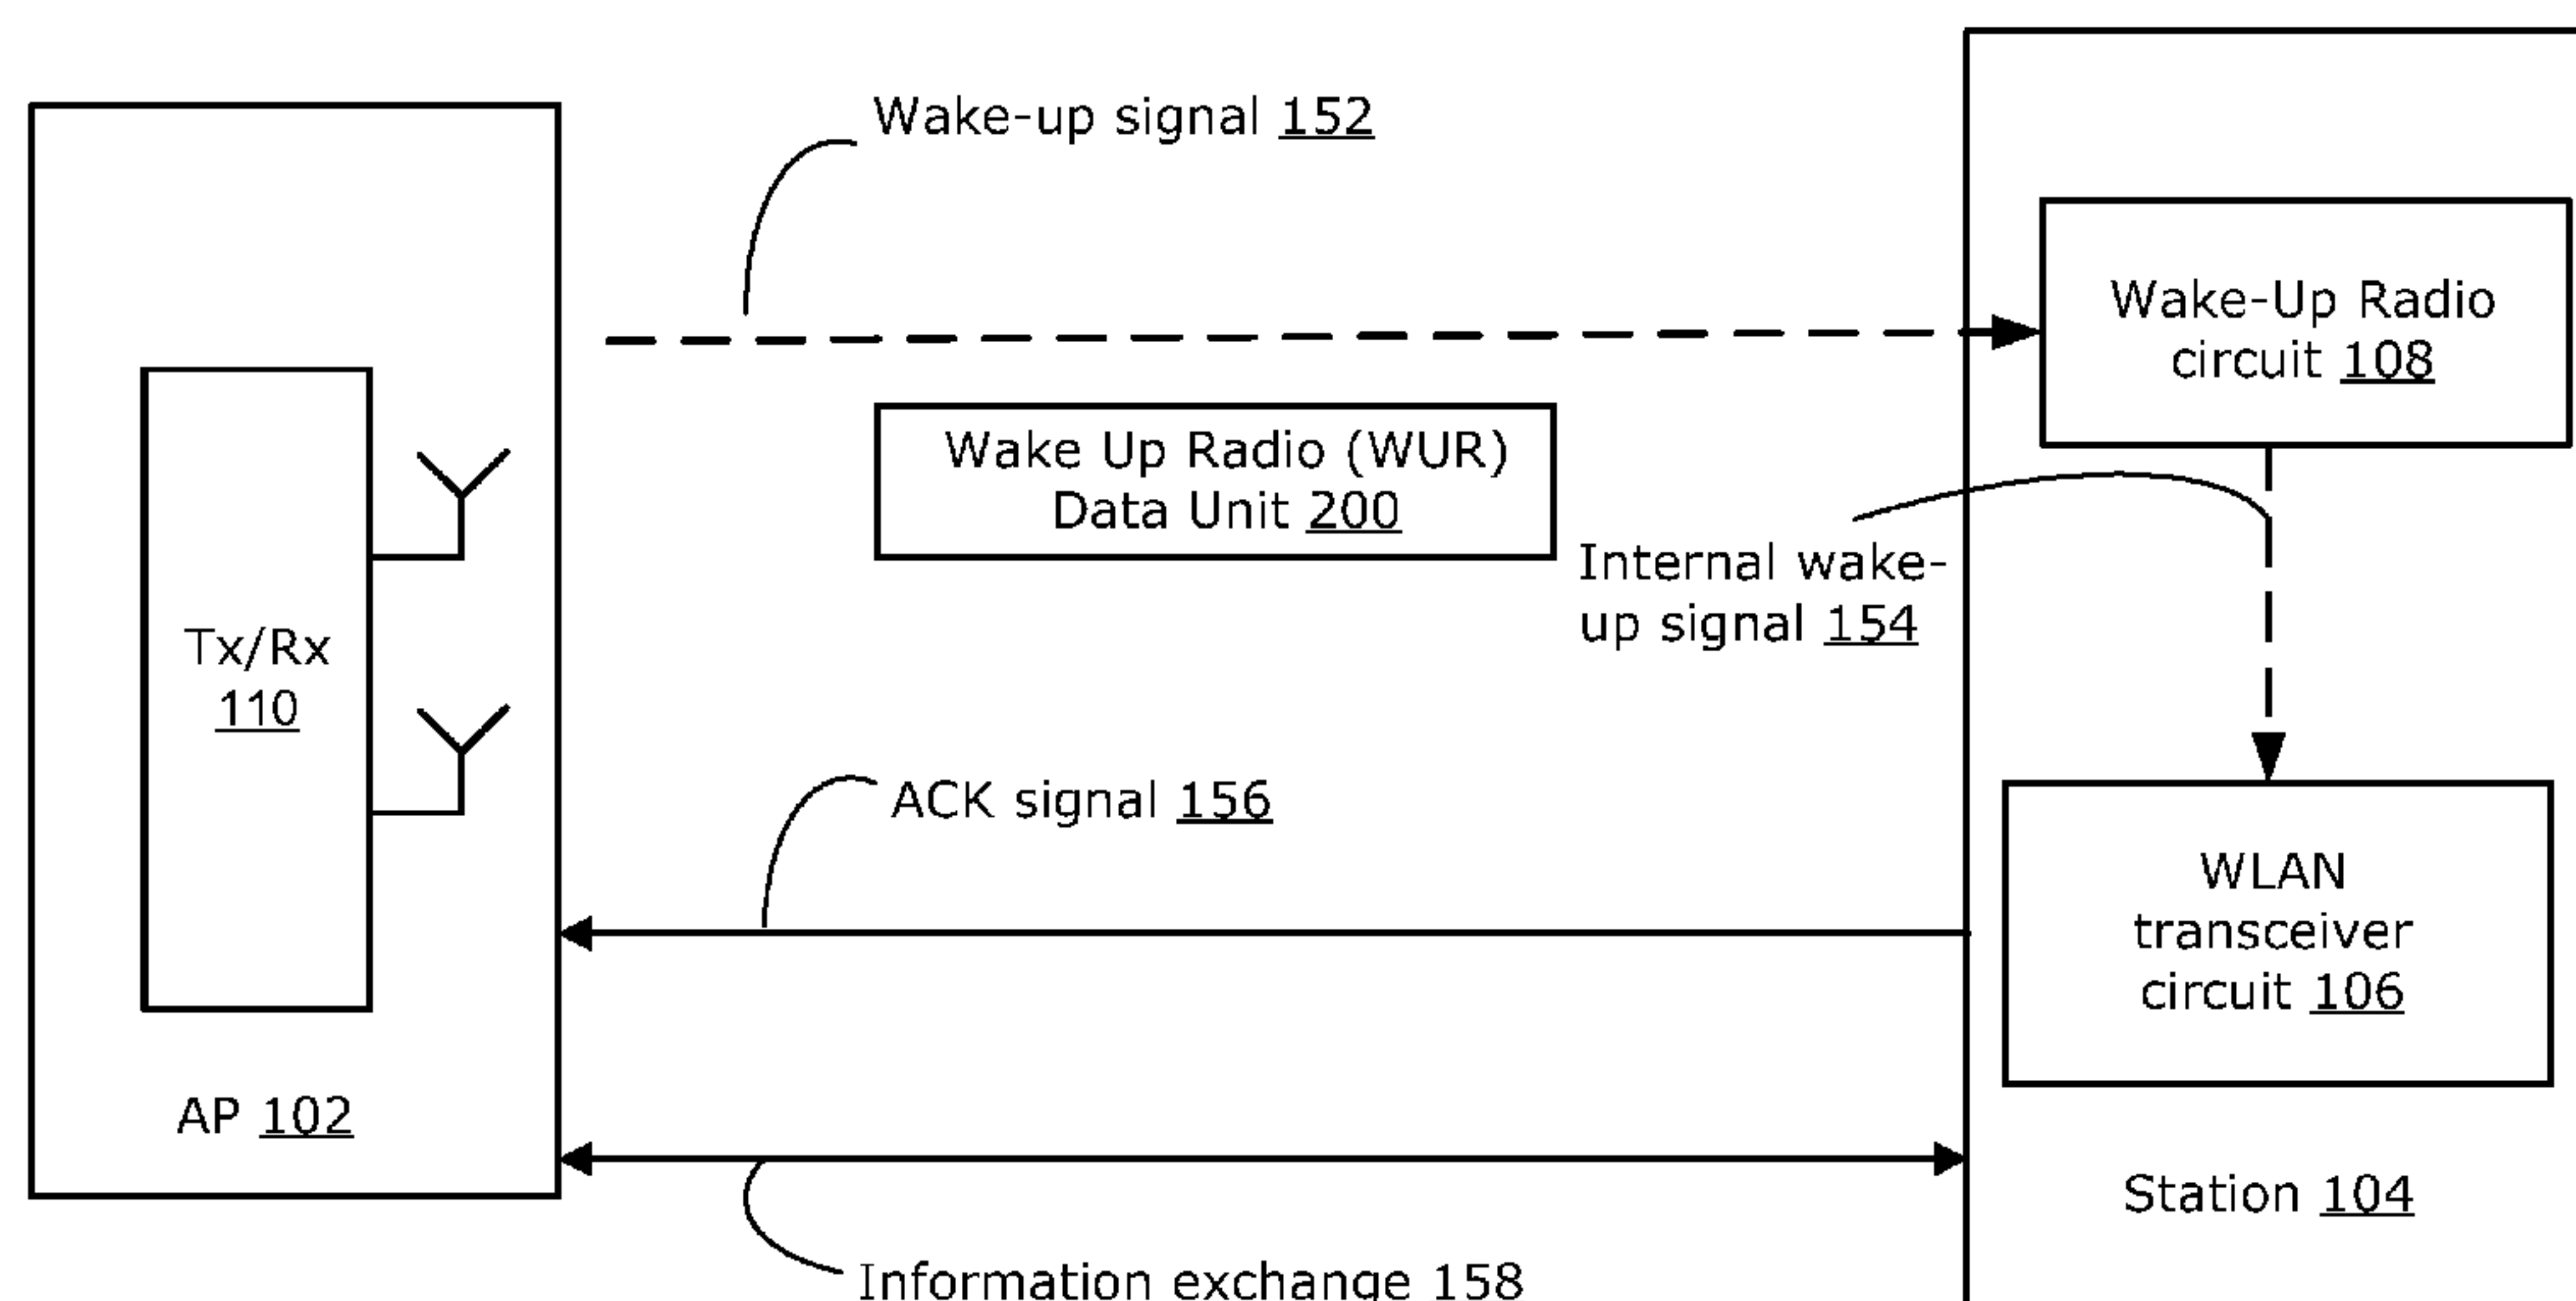 Wake-up signal 152
Wake-Up Radio
circuit 108
Wake Up Radio (WUR)
Data Unit 200
Internal wake-
up signal 154
Tx/Rx
110
ACK signal 156
WLAN
transceiver
circuit 106
AP 102
Station 104
Information exchange 158